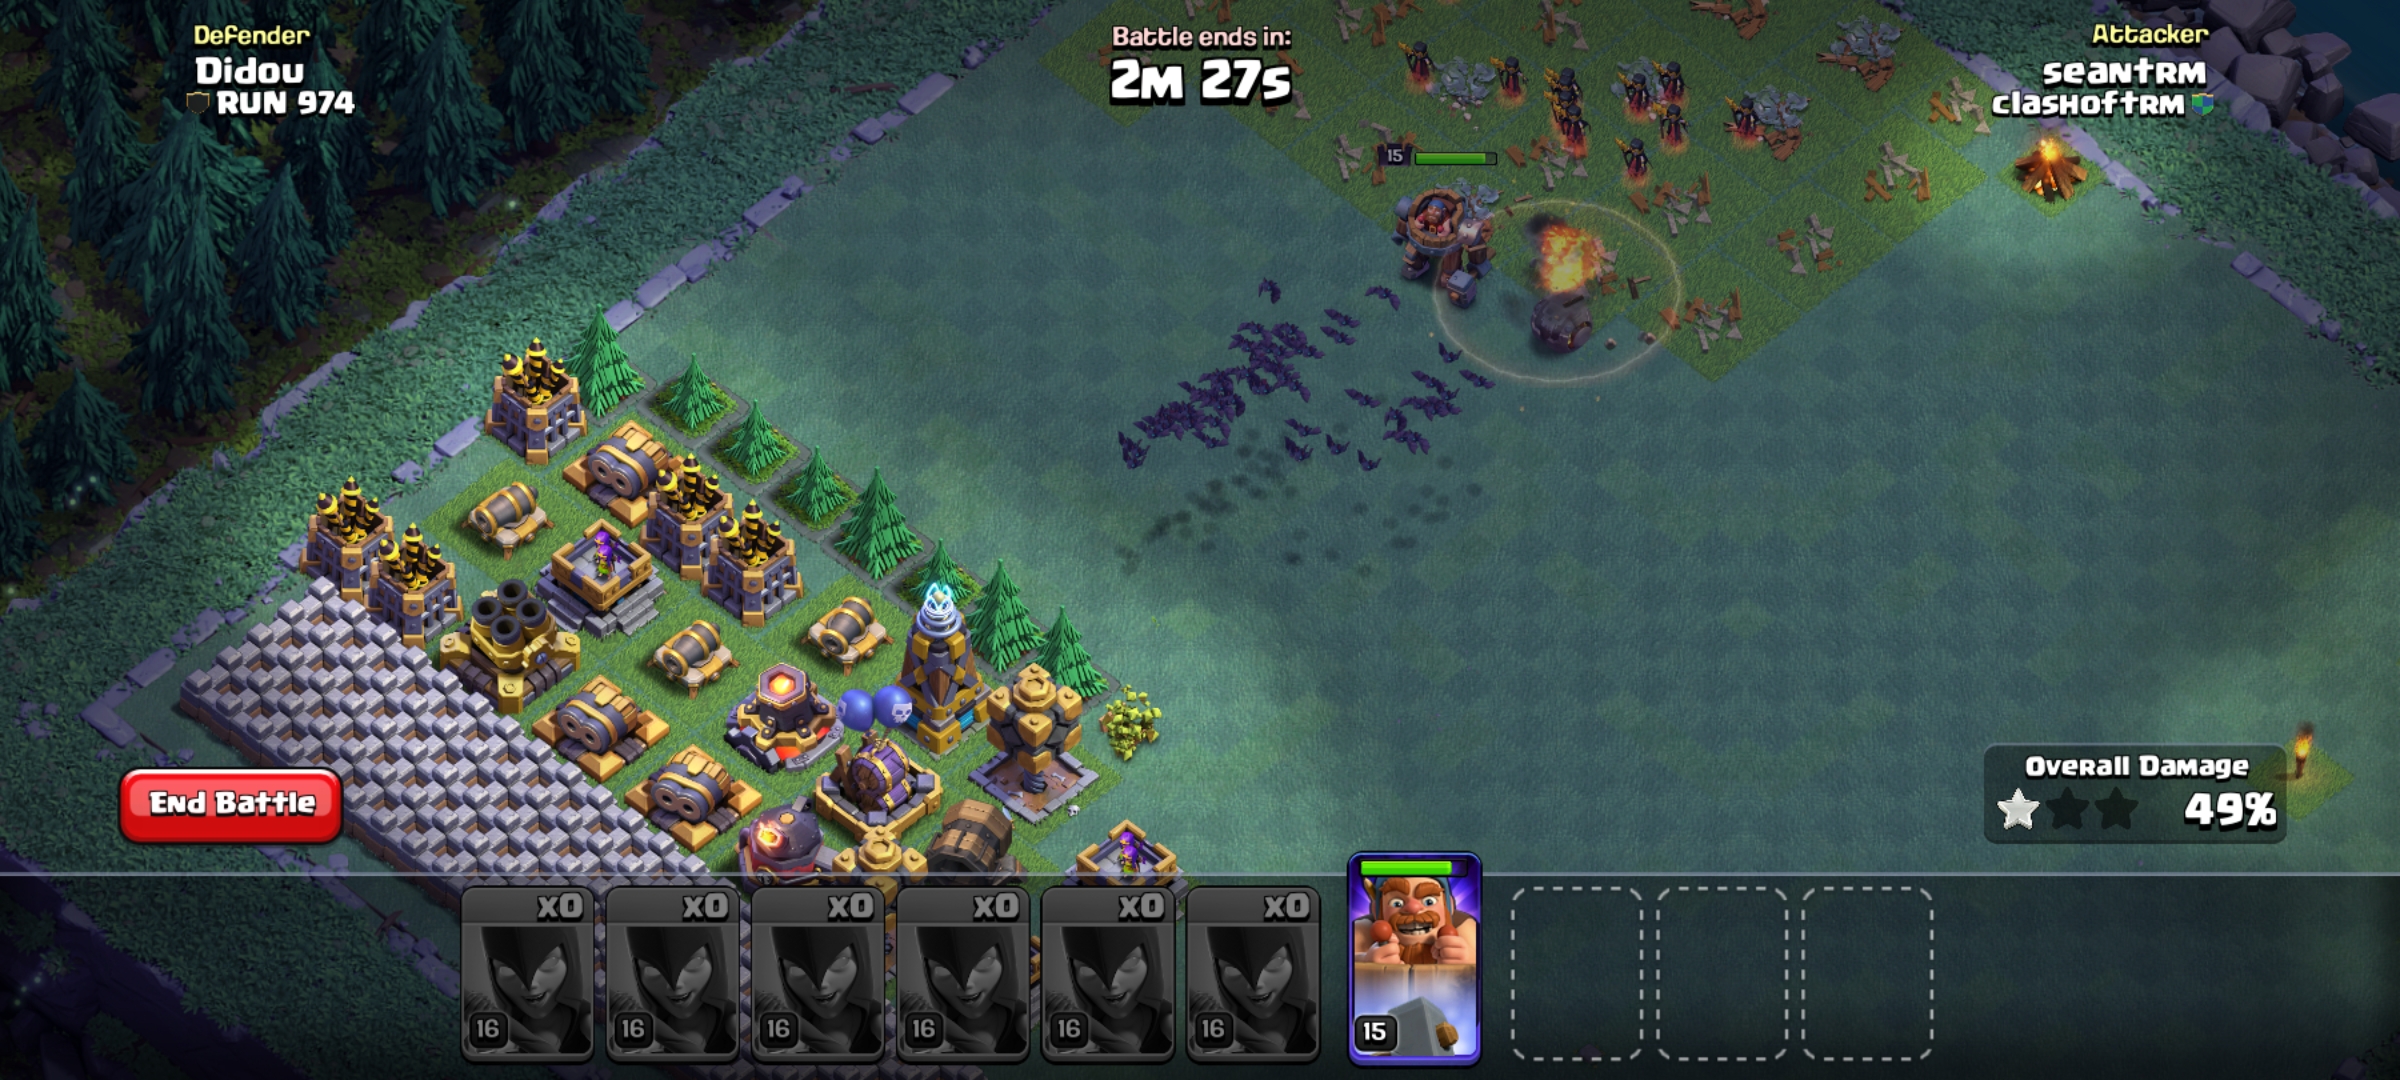 Defender
Didou
RUN 974
Battle ends in:
2M 27s
Attacker
seantRM
clashoftRM
15
Overall Damage
49%
End Battle
x0 x0 x0 x0 x0 x0
16 16 16 16 16 16 15